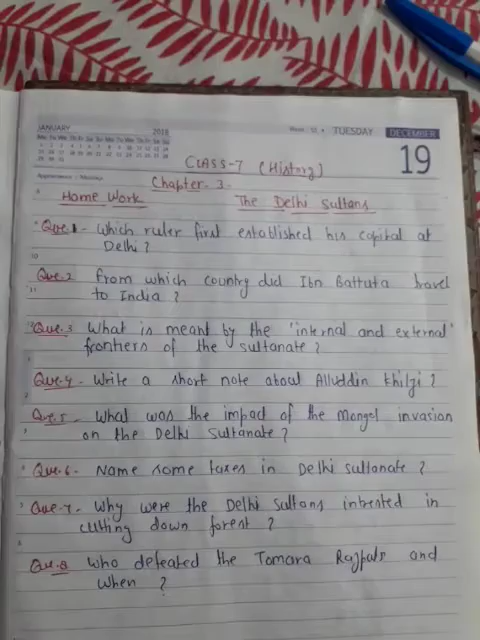 JANUARY 2018
Week : 51 • TUESDAY DECEMBER
19
CLASS-7 (History)
Chapter-3.
Home Work The Delhi sultans
Que.1- Which ruler first established his capital at
Delhi?
Que.2 From which country did Ibn Battuta travel
to India?
Que.3 What is meant by the 'internal and external'
frontiers of the sultanate?
Que.4- Write a short note about Alluddin Khilzi?
Que.5- What was the impact of the Mongol invasion
on the Delhi Sultanate?
Que.6- Name some taxes in Delhi sultanate?
Que.7- Why were the Delhi Sultans intrested in
cutting down forest?
Que.8 Who defeated the Tomara Rajputs and
When ?